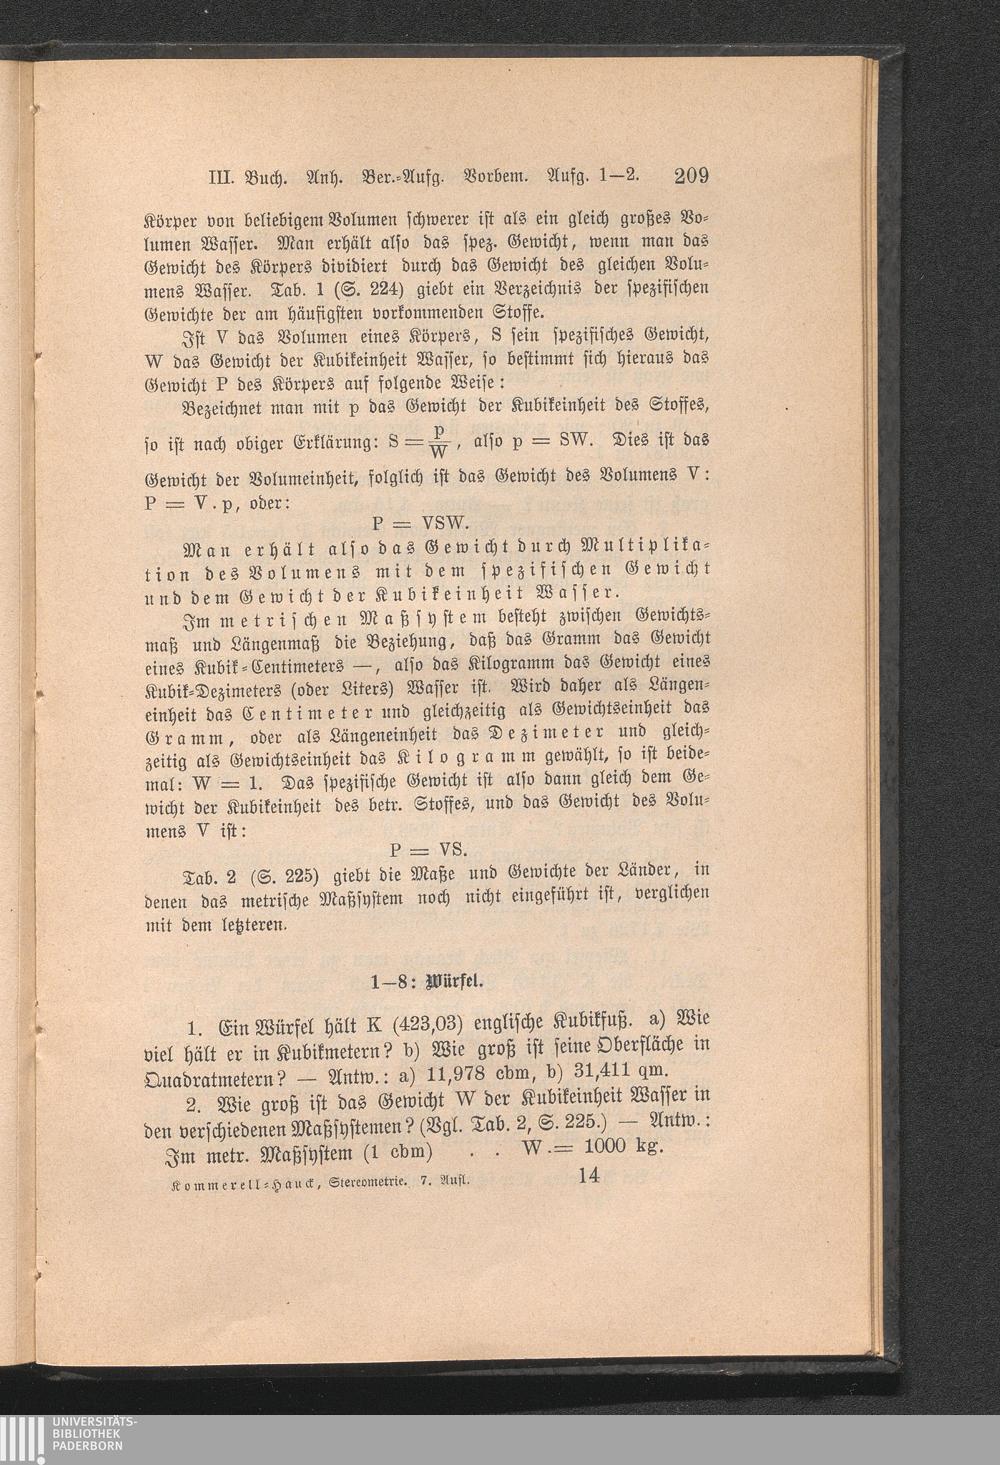 III. Buch. Anh. Ber.-Aufg. Vorbem. Aufg. 1—2. 209
Körper von beliebigem Volumen schwerer ist als ein gleich großes Vo-
lumen Wasser. Man erhält also das spez. Gewicht, wenn man das
Gewicht des Körpers dividiert durch das Gewicht des gleichen Volu-
mens Wasser. Tab. 1 (S. 224) giebt ein Verzeichnis der spezifischen
Gewichte der am häufigsten vorkommenden Stoffe.
Ist V das Volumen eines Körpers, S sein spezifisches Gewicht,
W das Gewicht der Kubikeinheit Wasser, so bestimmt sich hieraus das
Gewicht P des Körpers auf folgende Weise:
Bezeichnet man mit p das Gewicht der Kubikeinheit des Stoffes,
so ist nach obiger Erklärung: S = p/W, also p = SW. Dies ist das
Gewicht der Volumeinheit, folglich ist das Gewicht des Volumens V:
P = V.p, oder:
P = VSW.
Man erhält also das Gewicht durch Multiplika-
tion des Volumens mit dem spezifischen Gewicht
und dem Gewicht der Kubikeinheit Wasser.
Im metrischen Maßsystem besteht zwischen Gewichts-
maß und Längenmaß die Beziehung, daß das Gramm das Gewicht
eines Kubik-Centimeters —, also das Kilogramm das Gewicht eines
Kubik-Dezimeters (oder Liters) Wasser ist. Wird daher als Längen-
einheit das Centimeter und gleichzeitig als Gewichtseinheit das
Gramm, oder als Längeneinheit das Dezimeter und gleich-
zeitig als Gewichtseinheit das Kilogramm gewählt, so ist beide-
mal: W = 1. Das spezifische Gewicht ist also dann gleich dem Ge-
wicht der Kubikeinheit des betr. Stoffes, und das Gewicht des Volu-
mens V ist:
P = VS.
Tab. 2 (S. 225) giebt die Maße und Gewichte der Länder, in
denen das metrische Maßsystem noch nicht eingeführt ist, verglichen
mit dem letzteren.
1—8: Würfel.
1. Ein Würfel hält K (423,03) englische Kubikfuß. a) Wie
viel hält er in Kubikmetern? b) Wie groß ist seine Oberfläche in
Quadratmetern? — Antw.: a) 11,978 cbm, b) 31,411 qm.
2. Wie groß ist das Gewicht W der Kubikeinheit Wasser in
den verschiedenen Maßsystemen? (Vgl. Tab. 2, S. 225.) — Antw.:
Im metr. Maßsystem (1 cbm) . . W = 1000 kg.
Kommerell-Hauck, Stereometrie. 7. Aufl. 14
UNIVERSITÄTS-
BIBLIOTHEK
PADERBORN